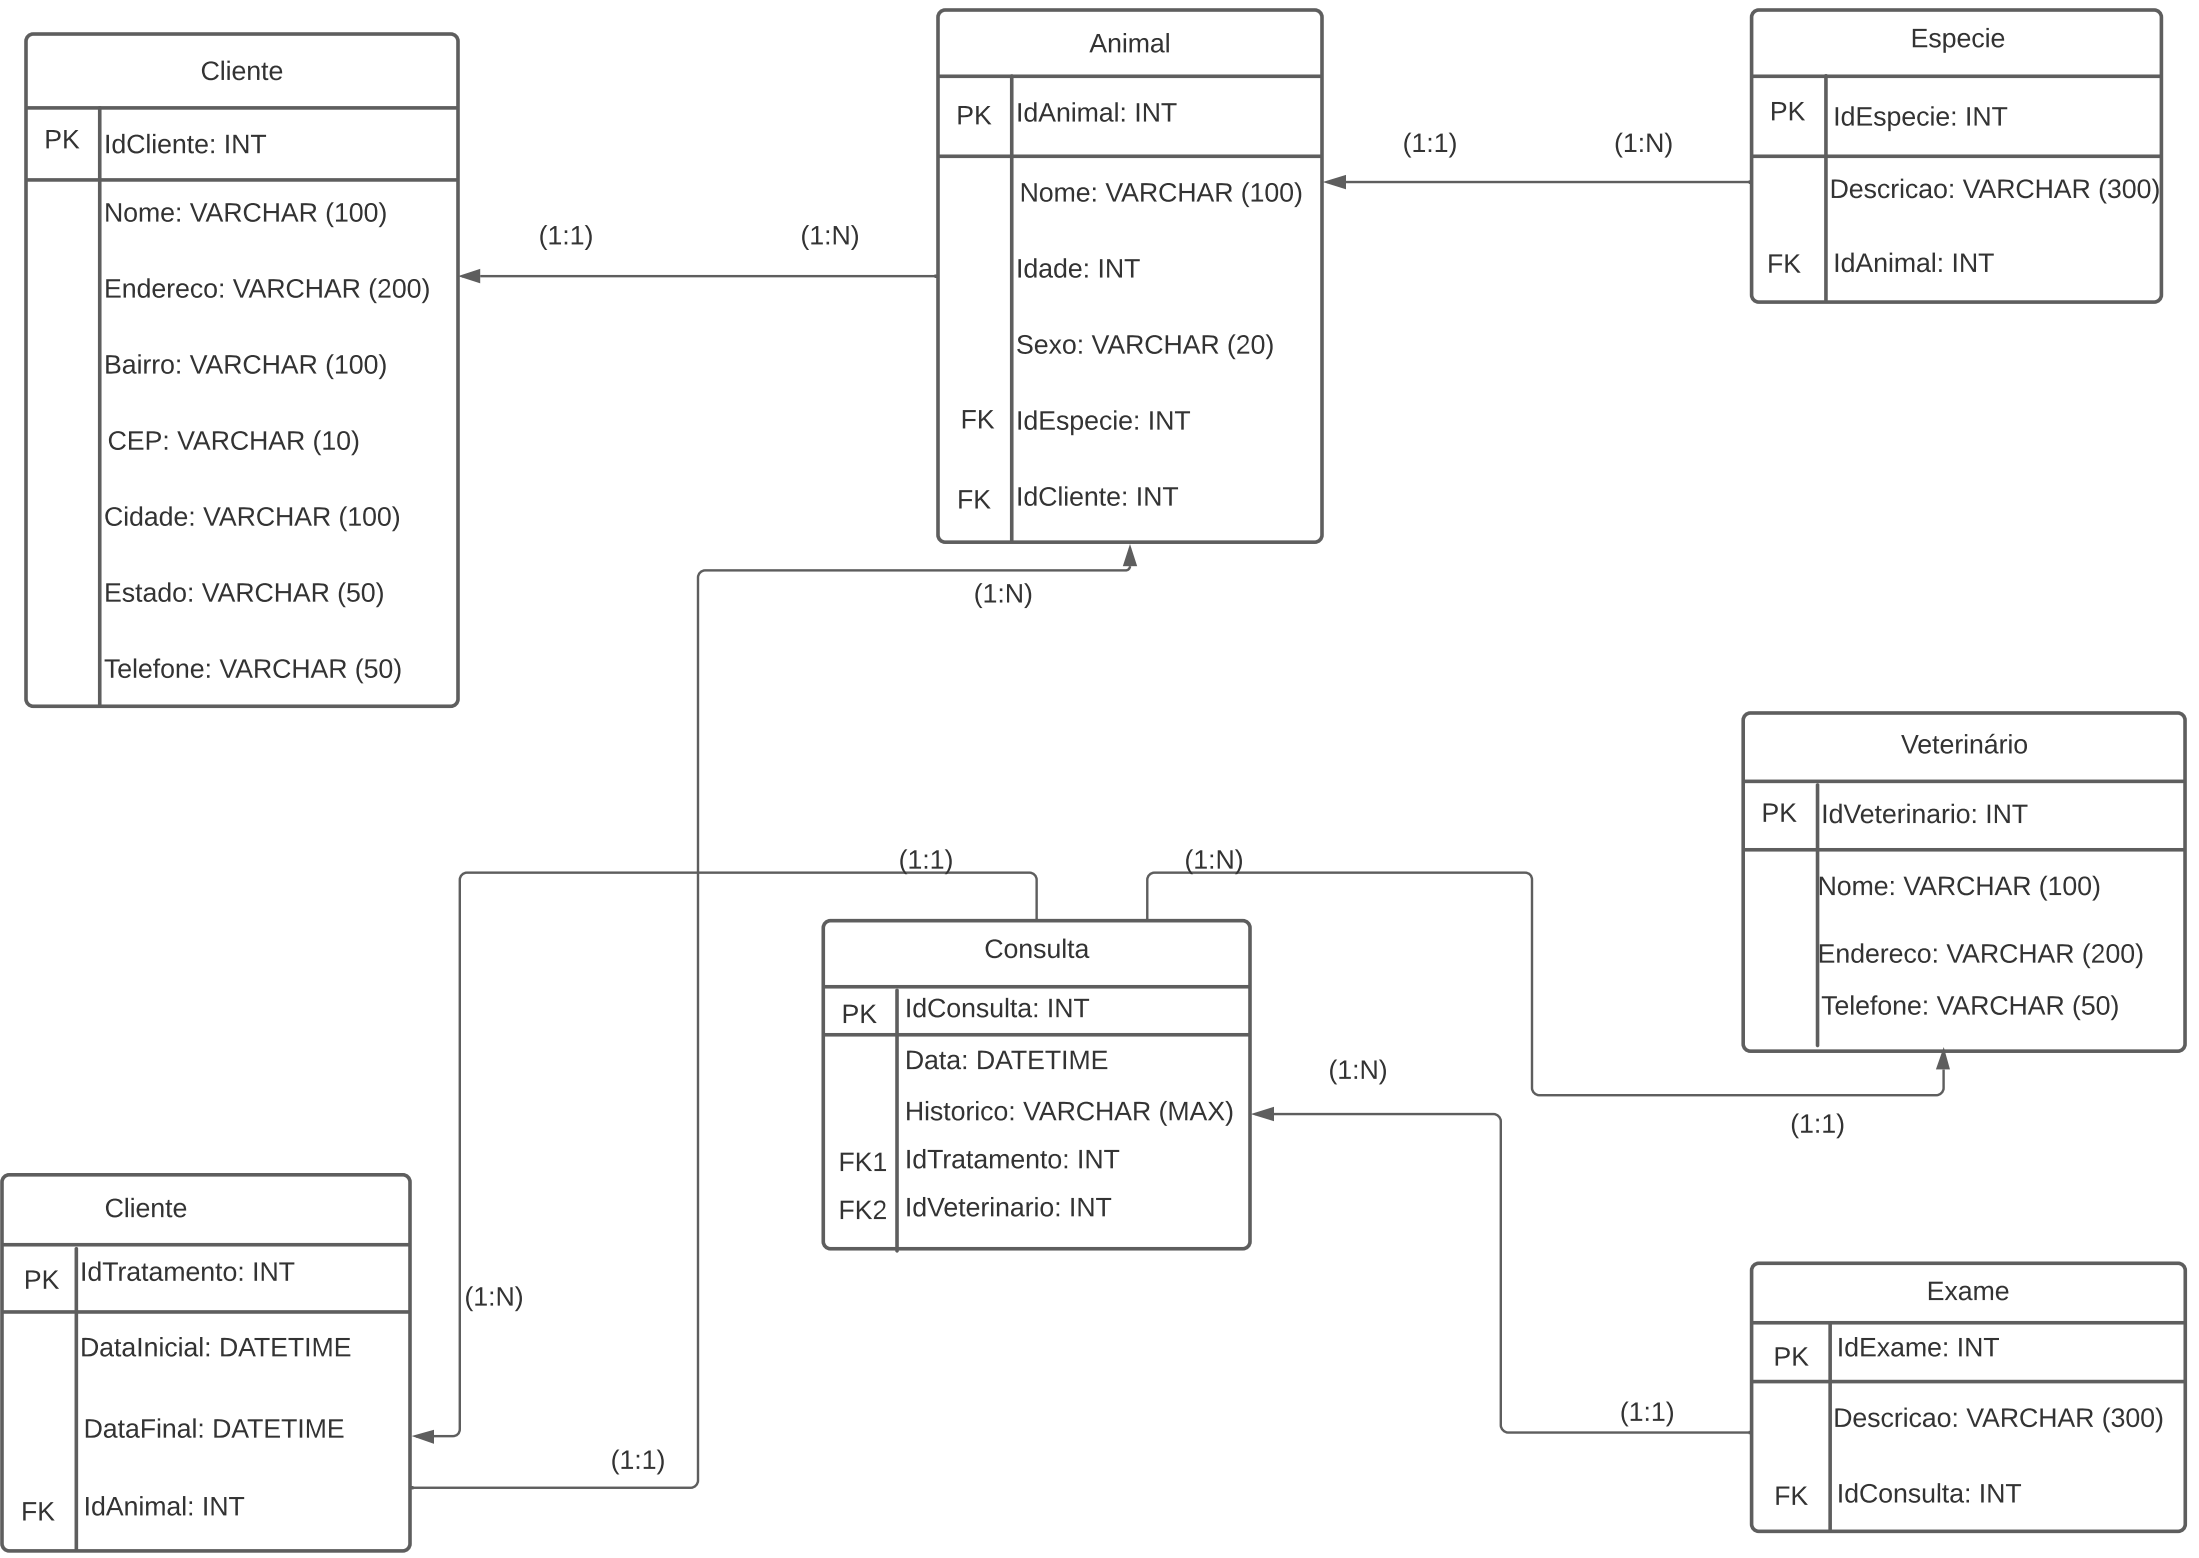 Cliente
PK
IdCliente: INT
Nome: VARCHAR (100)
Endereco: VARCHAR (200)
Bairro: VARCHAR (100)
CEP: VARCHAR (10)
Cidade: VARCHAR (100)
Estado: VARCHAR (50)
Telefone: VARCHAR (50)
(1:1)
(1:N)
Animal
PK
IdAnimal: INT
Nome: VARCHAR (100)
Idade: INT
Sexo: VARCHAR (20)
FK
IdEspecie: INT
FK
IdCliente: INT
(1:1)
(1:N)
Especie
PK
IdEspecie: INT
Descricao: VARCHAR (300)
FK
IdAnimal: INT
(1:N)
Veterinário
PK
IdVeterinario: INT
Nome: VARCHAR (100)
Endereco: VARCHAR (200)
Telefone: VARCHAR (50)
(1:1)
(1:N)
Consulta
PK
IdConsulta: INT
Data: DATETIME
Historico: VARCHAR (MAX)
FK1
IdTratamento: INT
FK2
IdVeterinario: INT
(1:N)
(1:1)
Cliente
PK
IdTratamento: INT
DataInicial: DATETIME
DataFinal: DATETIME
FK
IdAnimal: INT
(1:N)
(1:1)
(1:1)
Exame
PK
IdExame: INT
Descricao: VARCHAR (300)
FK
IdConsulta: INT